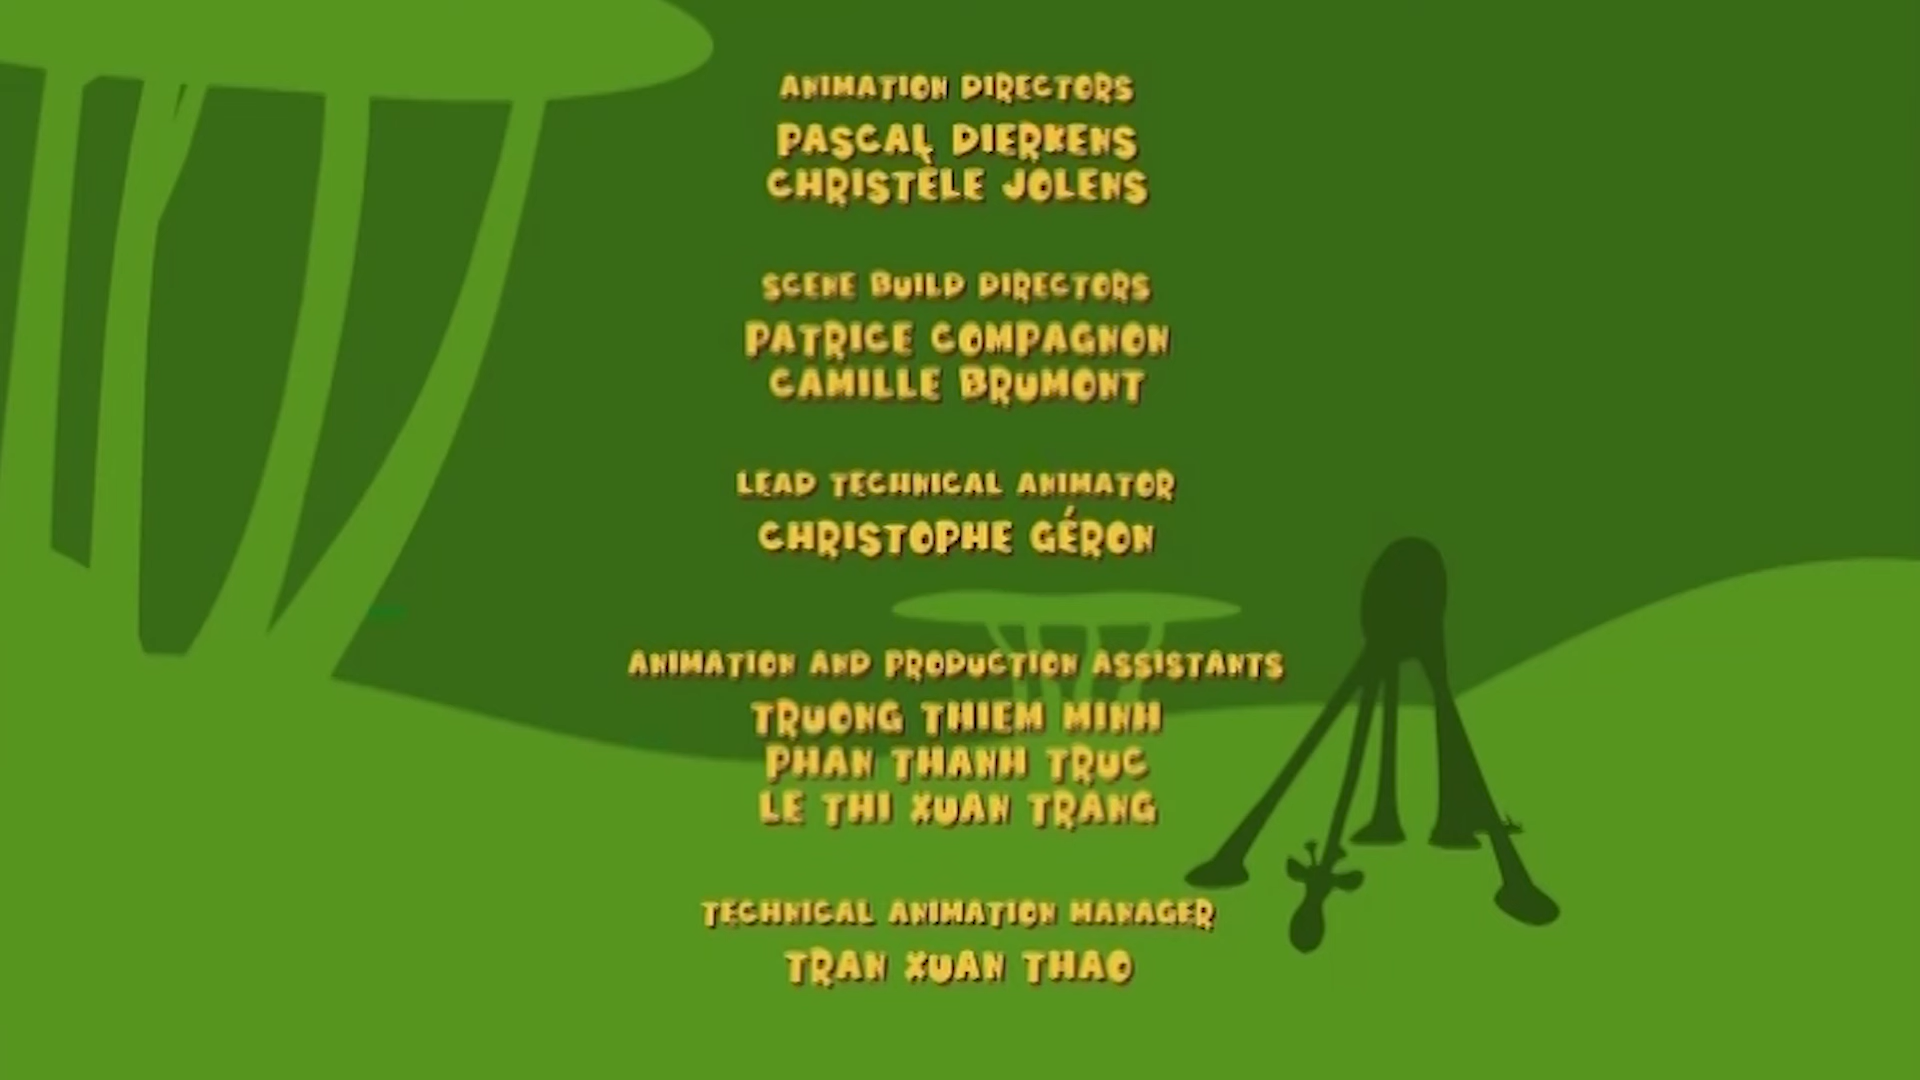 ANIMATION DIRECTORS
PASCAL DIERKENS
CHRISTÈLE JOLENS
SCENE BUILD DIRECTORS
PATRICE COMPAGNON
CAMILLE BRUMONT
LEAD TECHNICAL ANIMATOR
CHRISTOPHE GÉRON
ANIMATION AND PRODUCTION ASSISTANTS
TRUONG THIEM MINH
PHAN THANH TRUC
LE THI XUAN TRANG
TECHNICAL ANIMATION MANAGER
TRAN XUAN THAO